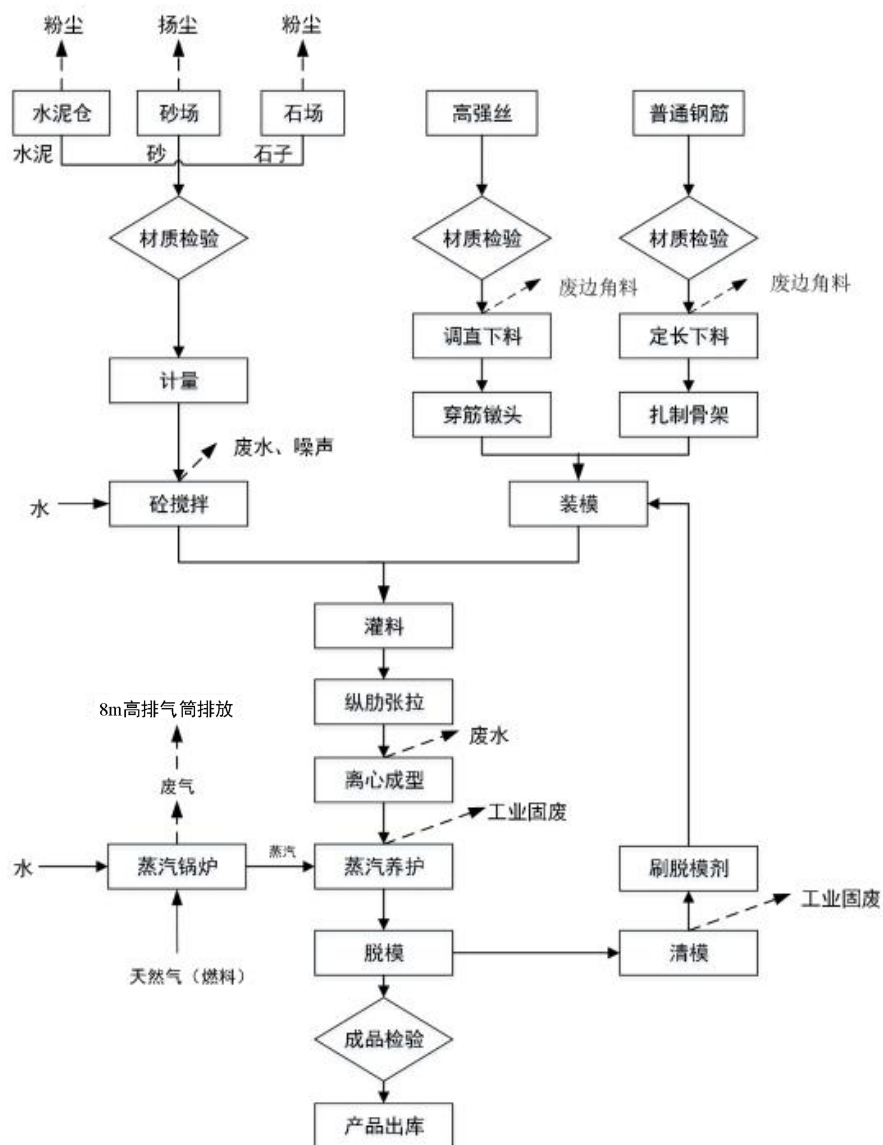 粉尘
扬尘
粉尘
水泥仓
砂场
石场
高强丝
普通钢筋
水泥
砂
石子
材质检验
材质检验
材质检验
废边角料
废边角料
调直下料
定长下料
计量
穿筋镦头
扎制骨架
废水、噪声
水
砼搅拌
装模
灌料
纵肋张拉
8m高排气筒排放
废水
离心成型
废气
工业固废
水
蒸汽锅炉
蒸汽
蒸汽养护
刷脱模剂
工业固废
脱模
清模
天然气（燃料）
成品检验
产品出库